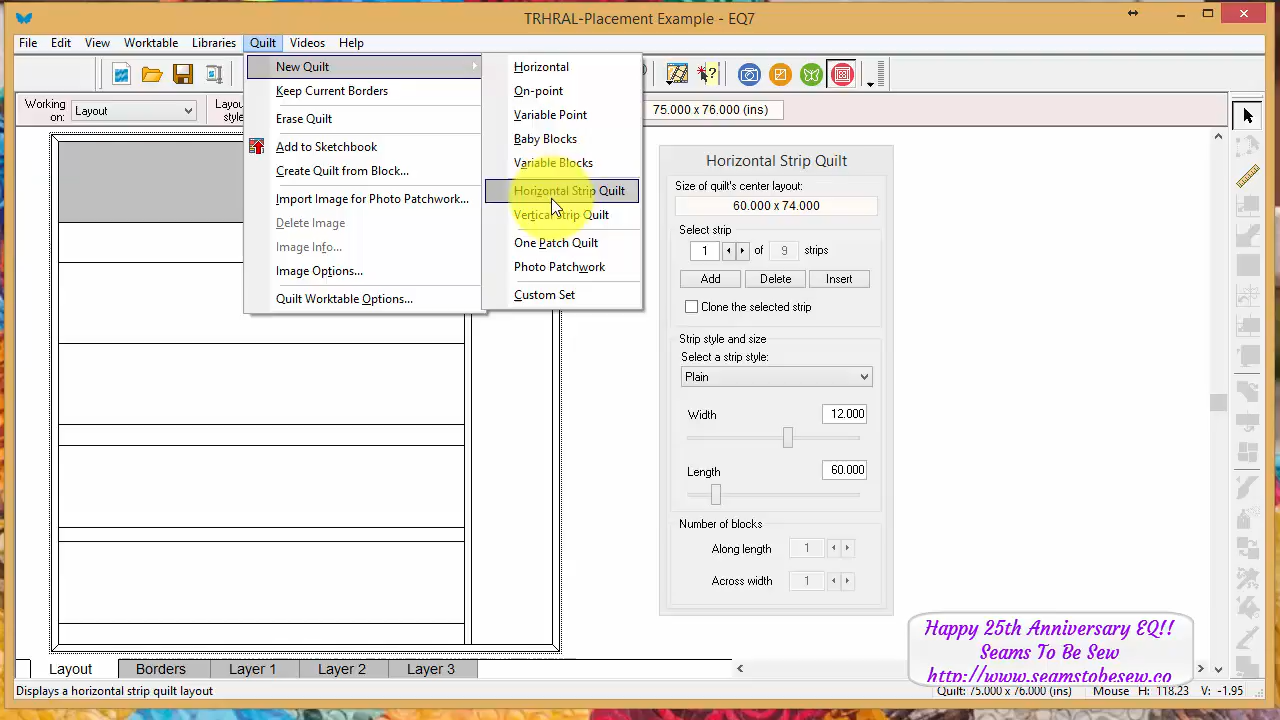 TRHRAL-Placement Example - EQ7
File Edit View Worktable Libraries Quilt Videos Help
New Quilt
Keep Current Borders
Erase Quilt
Add to Sketchbook
Create Quilt from Block...
Import Image for Photo Patchwork...
Delete Image
Image Info...
Image Options...
Quilt Worktable Options...
Horizontal
On-point
Variable Point
Baby Blocks
Variable Blocks
Horizontal Strip Quilt
Vertical Strip Quilt
One Patch Quilt
Photo Patchwork
Custom Set
Working on:
Layout
75.000 x 76.000 (ins)
Horizontal Strip Quilt
Size of quilt's center layout:
60.000 x 74.000
Select strip
1 of 9 strips
Add Delete Insert
Clone the selected strip
Strip style and size
Select a strip style:
Plain
Width 12.000
Length 60.000
Number of blocks
Along length 1
Across width 1
Happy 25th Anniversary EQ!!
Seams To Be Sew
http://www.seamstobesew.co
Layout Borders Layer 1 Layer 2 Layer 3
Displays a horizontal strip quilt layout
Quilt: 75.000 x 76.000 (ins) Mouse H: 118.23 V: -1.95